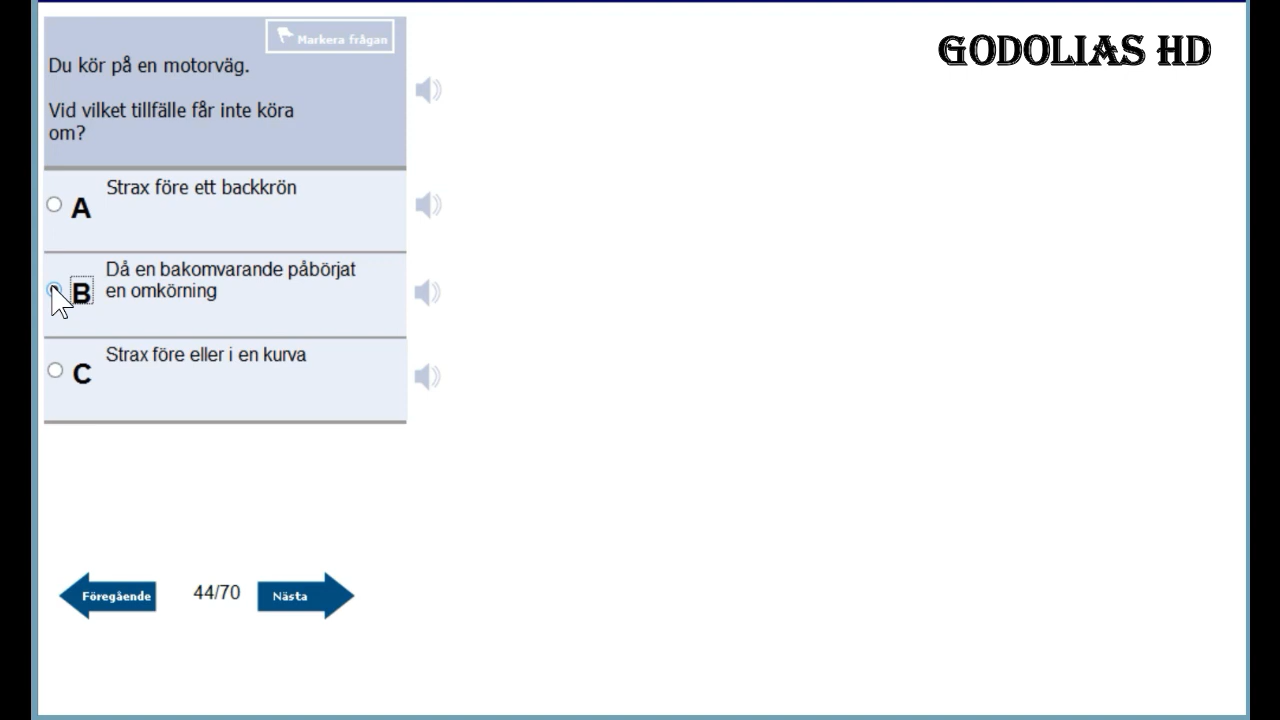 GODOLIAS HD
Markera frågan
Du kör på en motorväg.
Vid vilket tillfälle får inte köra
om?
A
Strax före ett backkrön
B
Då en bakomvarande påbörjat
en omkörning
C
Strax före eller i en kurva
Föregående
44/70
Nästa